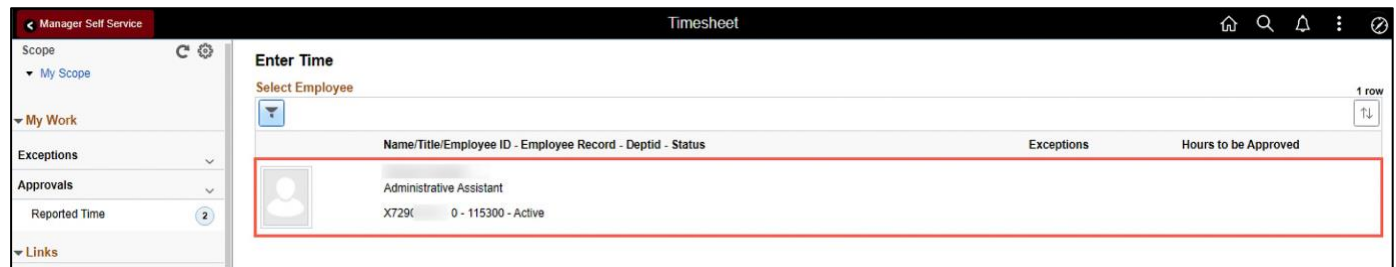 Manager Self Service
Timesheet
Scope
My Scope
My Work
Exceptions
Approvals
Reported Time 2
Links
Enter Time
Select Employee
1 row
Name/Title/Employee ID - Employee Record - Deptid - Status Exceptions Hours to be Approved
Administrative Assistant
0 - 115300 - Active